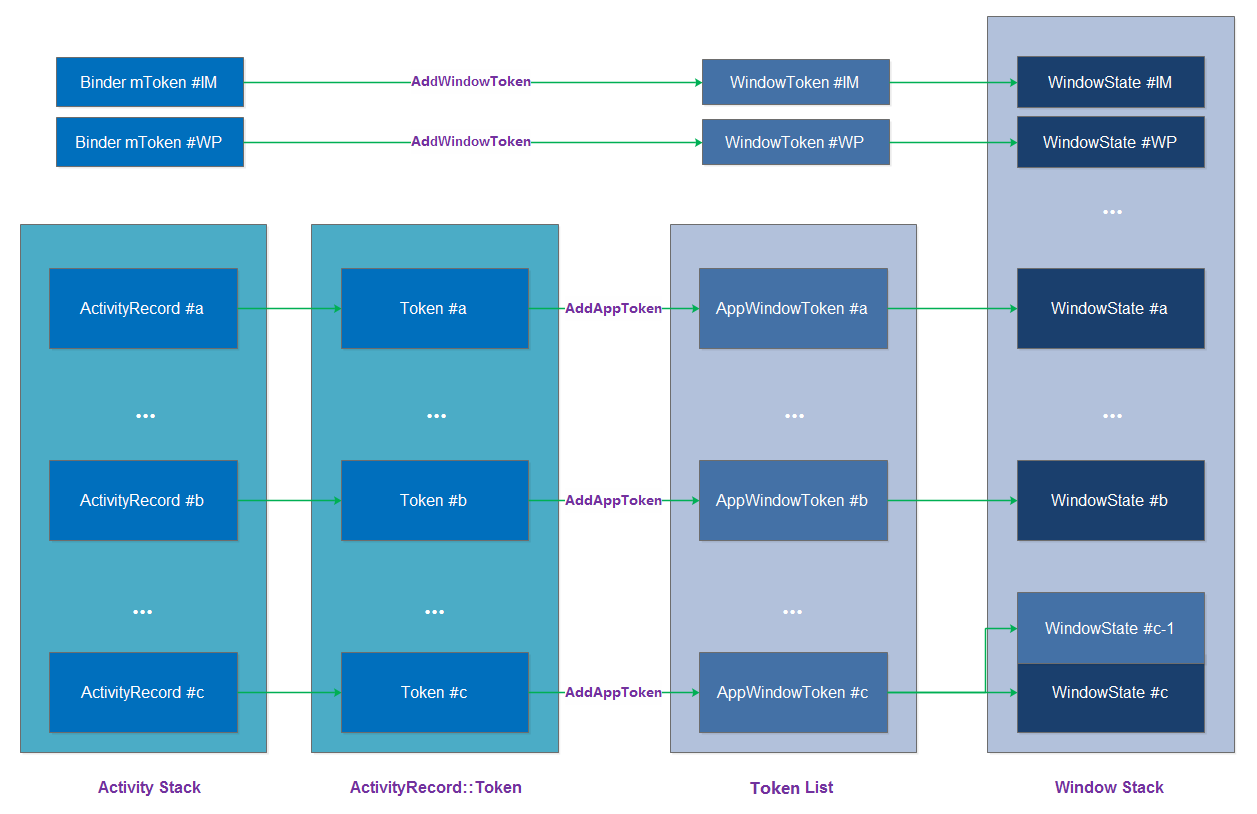 Binder mToken #IM
AddWindowToken
WindowToken #IM
WindowState #IM
Binder mToken #WP
AddWindowToken
WindowToken #WP
WindowState #WP
...
ActivityRecord #a
Token #a
AddAppToken
AppWindowToken #a
WindowState #a
...
...
...
...
ActivityRecord #b
Token #b
AddAppToken
AppWindowToken #b
WindowState #b
...
...
...
WindowState #c-1
ActivityRecord #c
Token #c
AddAppToken
AppWindowToken #c
WindowState #c
Activity Stack
ActivityRecord::Token
Token List
Window Stack